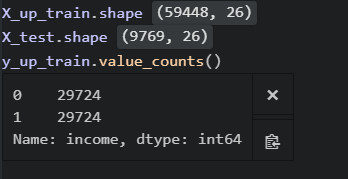 X_up_train.shape (59448, 26)
X_test.shape (9769, 26)
y_up_train.value_counts()
0    29724
1    29724
Name: income, dtype: int64